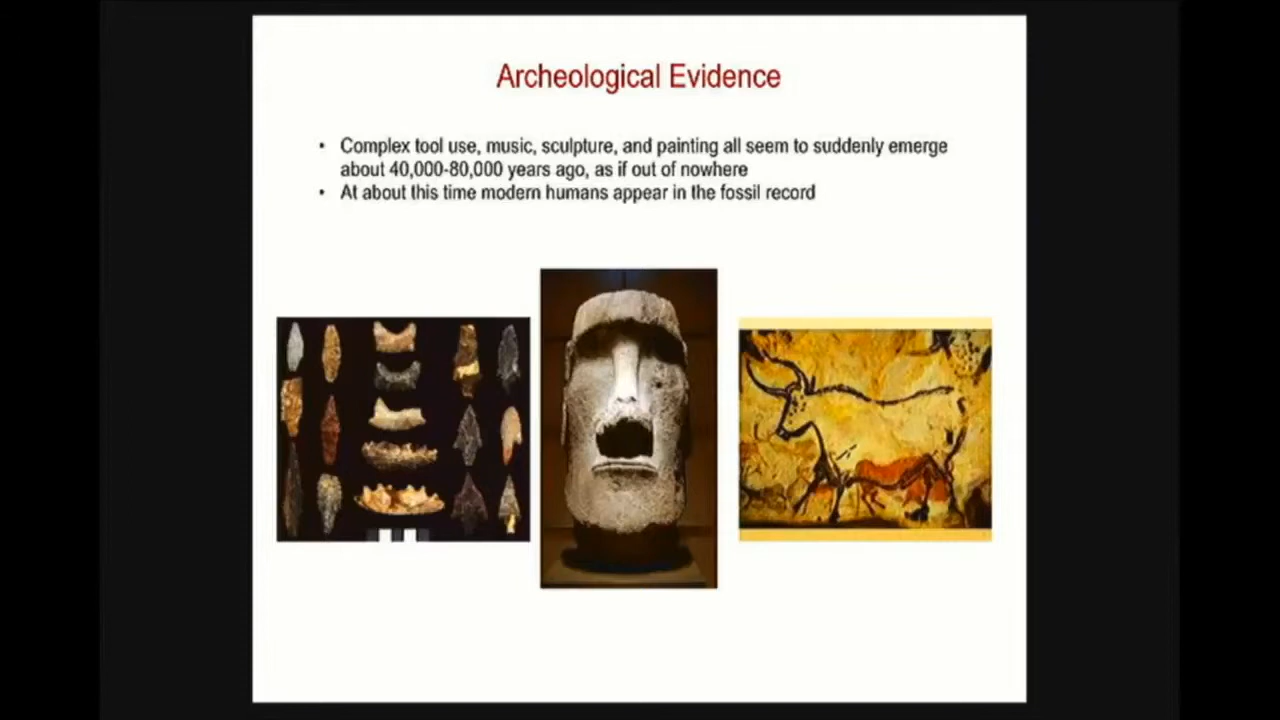 Archeological Evidence
• Complex tool use, music, sculpture, and painting all seem to suddenly emerge
about 40,000-80,000 years ago, as if out of nowhere
• At about this time modern humans appear in the fossil record